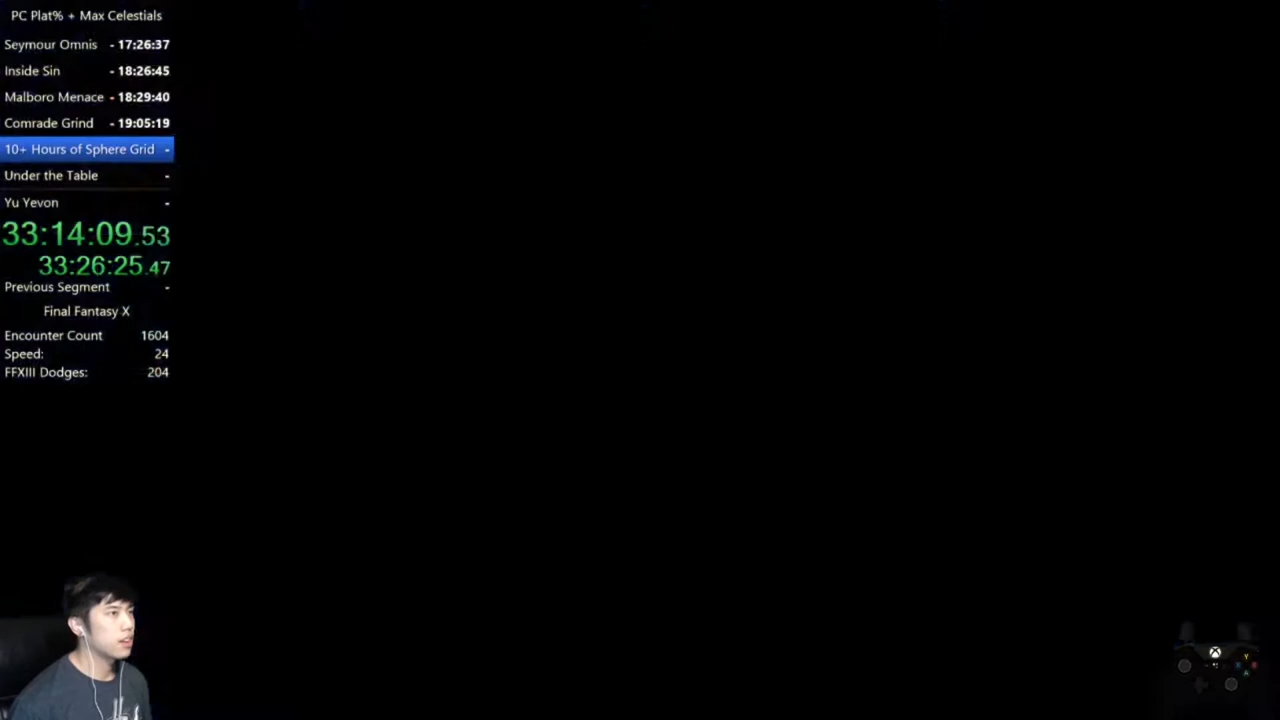 PC Plat% + Max Celestials
Seymour Omnis - 17:26:37
Inside Sin - 18:26:45
Malboro Menace - 18:29:40
Comrade Grind - 19:05:19
10+ Hours of Sphere Grid -
Under the Table -
Yu Yevon -
33:14:09.53
33:26:25.47
Previous Segment -
Final Fantasy X
Encounter Count 1604
Speed: 24
FFXIII Dodges: 204